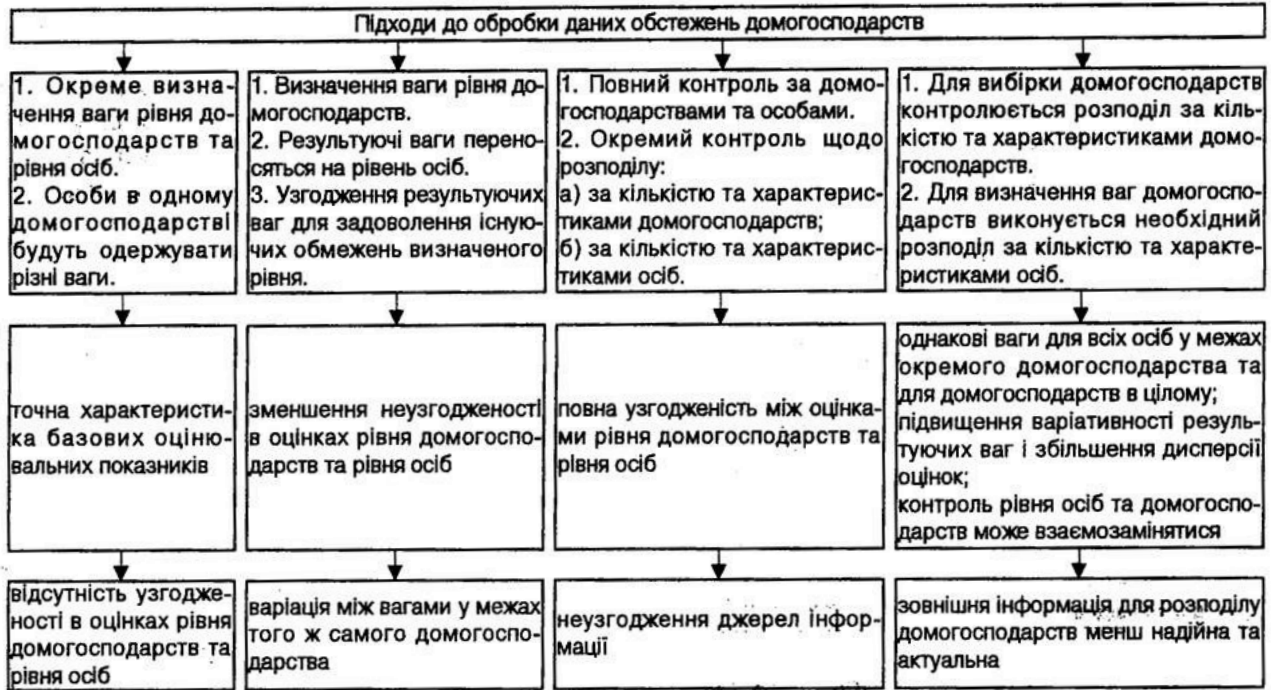 Підходи до обробки даних обстежень домогосподарств
1. Окреме визна-
чення ваги рівня до-
могосподарств та
рівня осіб.
2. Особи в одному
домогосподарстві
будуть одержувати
різні ваги.
1. Визначення ваги рівня до-
могосподарств.
2. Результуючі ваги перено-
сяться на рівень осіб.
3. Узгодження результуючих
ваг для задоволення існую-
чих обмежень визначеного
рівня.
1. Повний контроль за домо-
господарствами та особами.
2. Окремий контроль щодо
розподілу:
а) за кількістю та характерис-
тиками домогосподарств;
б) за кількістю та характерис-
тиками осіб.
1. Для вибірки домогосподарств
контролюється розподіл за кіль-
кістю та характеристиками домо-
господарств.
2. Для визначення ваг домогоспо-
дарств виконується необхідний
розподіл за кількістю та характе-
ристиками осіб.
точна характеристи-
ка базових оціню-
вальних показників
зменшення неузгодженості
в оцінках рівня домогоспо-
дарств та рівня осіб
повна узгодженість між оцінка-
ми рівня домогосподарств та
рівня осіб
однакові ваги для всіх осіб у межах
окремого домогосподарства та
для домогосподарств в цілому;
підвищення варіативності резуль-
туючих ваг і збільшення дисперсії
оцінок;
контроль рівня осіб та домогоспо-
дарств може взаємозамінятися
відсутність узгодже-
ності в оцінках рівня
домогосподарств та
рівня осіб
варіація між вагами у межах
того ж самого домогоспо-
дарства
неузгодження джерел інфор-
мації
зовнішня інформація для розподілу
домогосподарств менш надійна та
актуальна